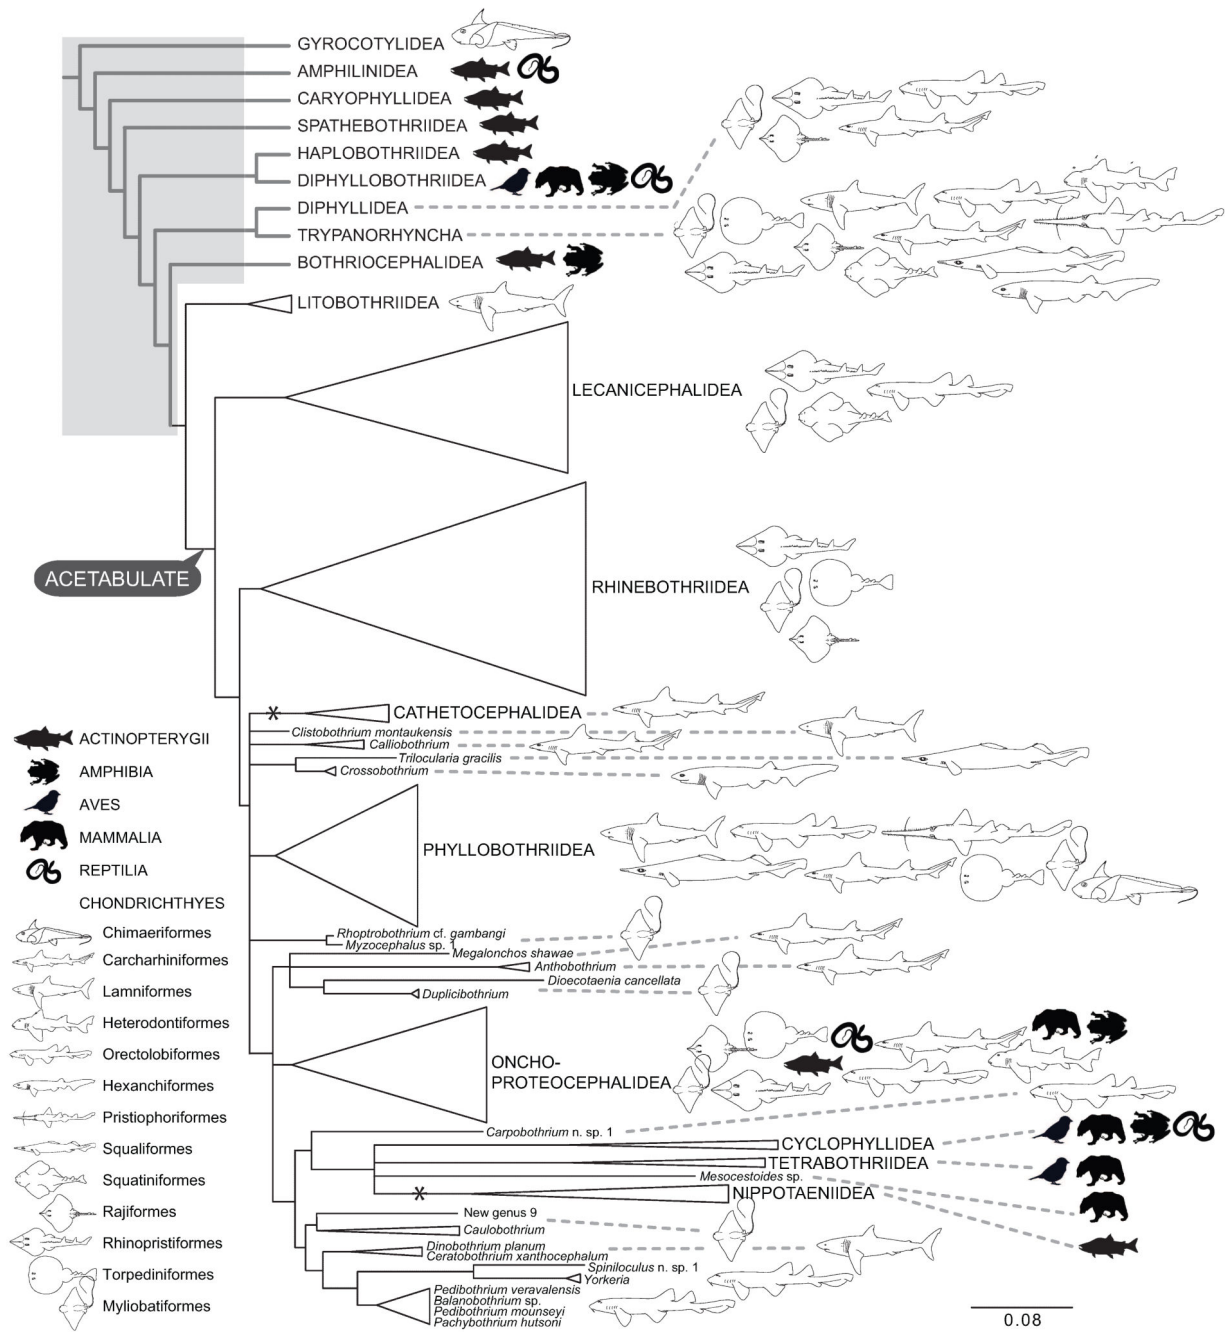 GYROCOTYLIDEA
AMPHILINIDEA
CARYOPHYLLIDEA
SPATHEBOTHRIIDEA
HAPLOBOTHRIIDEA
DIPHYLLOBOTHRIIDEA
DIPHYLLIDEA
TRYPANORHYNCHA
BOTHRIOCEPHALIDEA
LITOBOTHRIIDEA
LECANICEPHALIDEA
ACETABULATE
RHINEBOTHRIIDEA
CATHETOCEPHALIDEA
Clistobothrium montaukensis
Calliobothrium
Trilocularia gracilis
Crossobothrium
PHYLLOBOTHRIIDEA
Rhoptrobothrium cf. gambangi
Myzocephalus sp. 1
Megalonchos shawae
Anthobothrium
Dioecotaenia cancellata
Duplicibothrium
ONCHO-
PROTEOCEPHALIDEA
Carpobothrium n. sp. 1
CYCLOPHYLLIDEA
TETRABOTHRIIDEA
Mesocestoides sp.
NIPPOTAENIIDEA
New genus 9
Caulobothrium
Dinobothrium planum
Ceratobothrium xanthocephalum
Spiniloculus n. sp. 1
Yorkeria
Pedibothrium veravalensis
Balanobothrium sp.
Pedibothrium mounseyi
Pachybothrium hutsoni
ACTINOPTERYGII
AMPHIBIA
AVES
MAMMALIA
REPTILIA
CHONDRICHTHYES
Chimaeriformes
Carcharhiniformes
Lamniformes
Heterodontiformes
Orectolobiformes
Hexanchiformes
Pristiophoriformes
Squaliformes
Squatiniformes
Rajiformes
Rhinopristiformes
Torpediniformes
Myliobatiformes
0.08